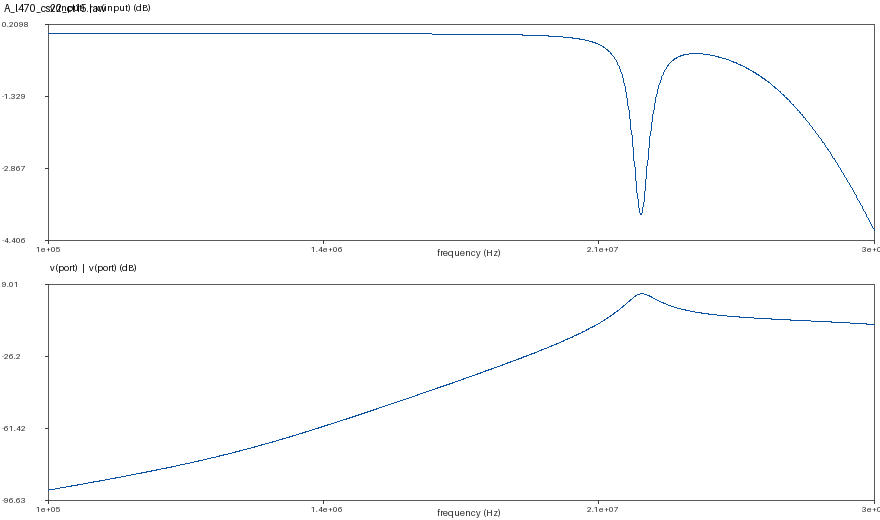 (input) (dB)
0.2098
-1.329
-2.867
-4.406
1e+05
1.4e+06
2.1e+07
3e+0
frequency (Hz)
v(port) | v(port) (dB)
9.01
-26.2
-61.42
-96.63
1e+05
1.4e+06
2.1e+07
3e+0
frequency (Hz)